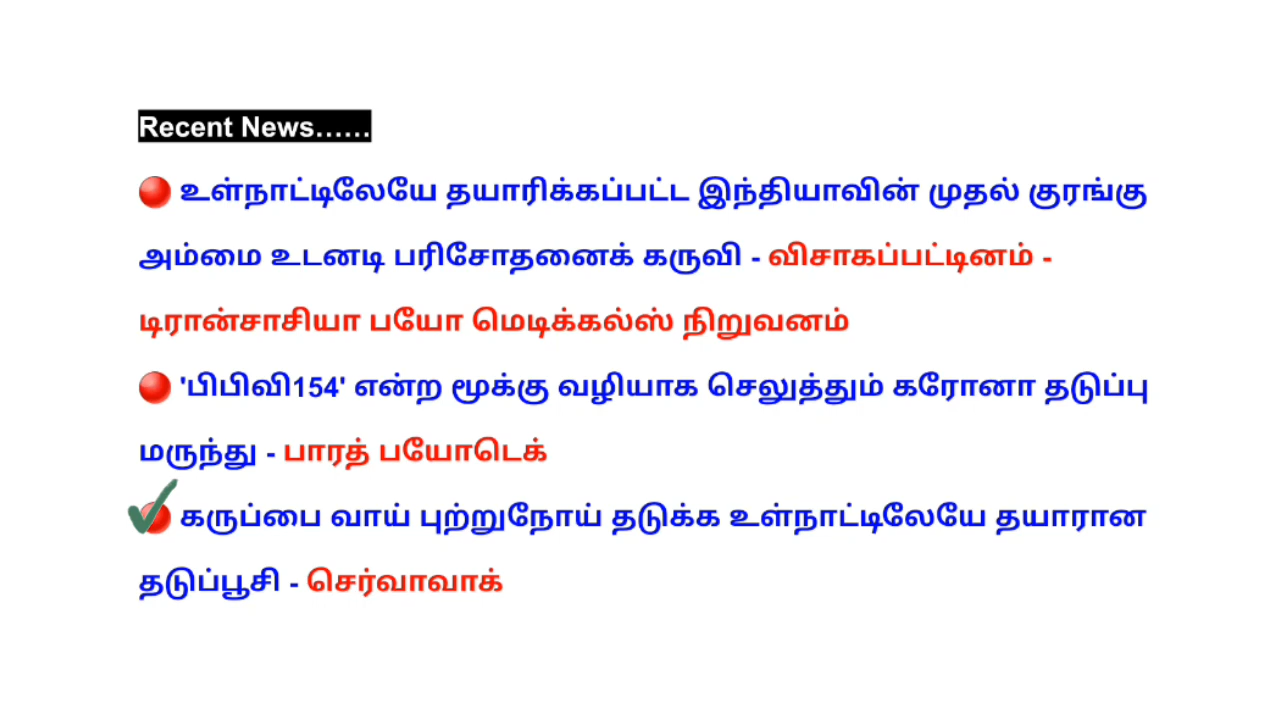 Recent News......
உள்நாட்டிலேயே தயாரிக்கப்பட்ட இந்தியாவின் முதல் குரங்கு
அம்மை உடனடி பரிசோதனைக் கருவி - விசாகப்பட்டினம் -
டிரான்சாசியா பயோ மெடிக்கல்ஸ் நிறுவனம்
'பிபிவி154' என்ற மூக்கு வழியாக செலுத்தும் கரோனா தடுப்பு
மருந்து - பாரத் பயோடெக்
கருப்பை வாய் புற்றுநோய் தடுக்க உள்நாட்டிலேயே தயாரான
தடுப்பூசி - செர்வாவாக்